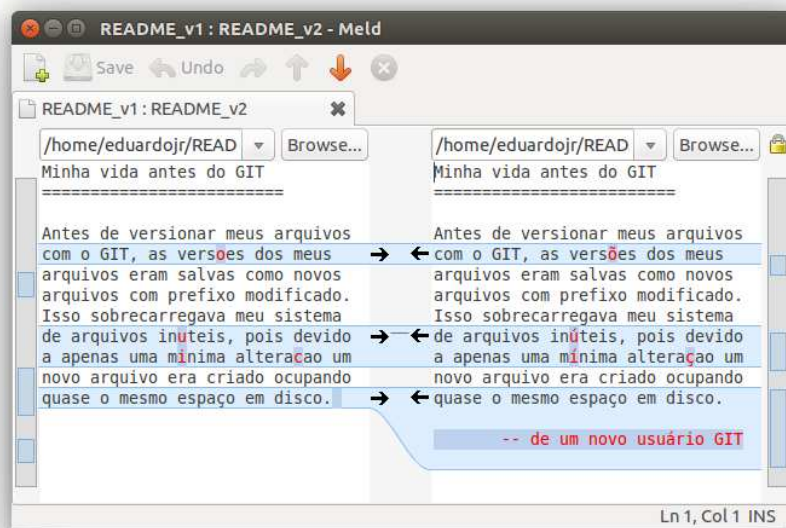 README_v1 : README_v2 - Meld
Save Undo
README_v1 : README_v2
/home/eduardojr/READ Browse...
Minha vida antes do GIT
=========================
Antes de versionar meus arquivos
com o GIT, as versoes dos meus
arquivos eram salvas como novos
arquivos com prefixo modificado.
Isso sobrecarregava meu sistema
de arquivos inuteis, pois devido
a apenas uma minima alteracao um
novo arquivo era criado ocupando
quase o mesmo espaço em disco.
/home/eduardojr/READ Browse...
Minha vida antes do GIT
=========================
Antes de versionar meus arquivos
com o GIT, as versões dos meus
arquivos eram salvas como novos
arquivos com prefixo modificado.
Isso sobrecarregava meu sistema
de arquivos inúteis, pois devido
a apenas uma mínima alteraçao um
novo arquivo era criado ocupando
quase o mesmo espaço em disco.
-- de um novo usuário GIT
Ln 1, Col 1 INS